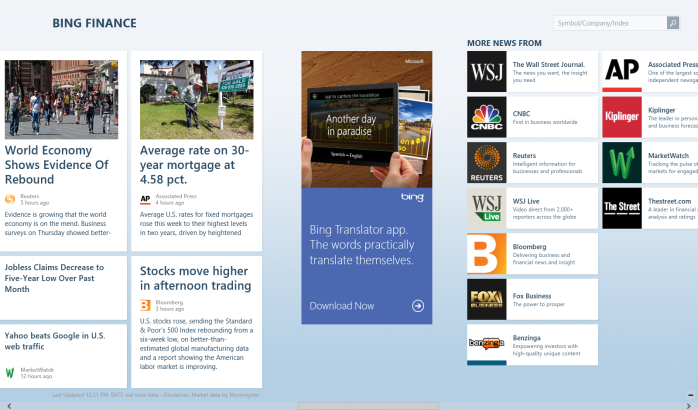 BING FINANCE
Symbol/Company/Index
World Economy
Shows Evidence Of
Rebound
Reuters
5 hours ago
Evidence is growing that the world
economy is on the mend. Business
surveys on Thursday showed better-
Jobless Claims Decrease to
Five-Year Low Over Past
Month
Yahoo beats Google in U.S.
web traffic
MarketWatch
12 hours ago
Average rate on 30-
year mortgage at
4.58 pct.
AP
Associated Press
4 hours ago
Average U.S. rates for fixed mortgages
rose this week to their highest levels
in two years, driven by heightened
Stocks move higher
in afternoon trading
Bloomberg
3 hours ago
U.S. stocks rose, sending the Standard
& Poor's 500 Index rebounding from a
six-week low, on better-than-
estimated global manufacturing data
and a report showing the American
labor market is improving.
Microsoft
Tap to capture the translation
Another day
in paradise
Spanish → English
bing
Bing Translator app.
The words practically
translate themselves.
Download Now
MORE NEWS FROM
WSJ
The Wall Street Journal.
The news you want, the insight
you need.
CNBC
CNBC
First in business worldwide
REUTERS
Reuters
Intelligent information for
businesses and professionals
WSJ
Live
WSJ Live
Video direct from 2,000+
reporters across the globe
B
Bloomberg
Delivering business and
financial news and insight
FOX
BUSINESS
Fox Business
The power to prosper
benzinga
Benzinga
Empowering investors with
high-quality unique content
AP
Associated Press
One of the largest so
independent newsga
Kiplinger
Kiplinger
The leader in person
and business forecas
MarketWatch
Tracking the pulse o
markets for engaged
The Street
Thestreet.com
A leader in financial
analysis and ratings
Last Updated 12:51 PM, BATS real time data - Disclaimer. Market data by Morningstar.